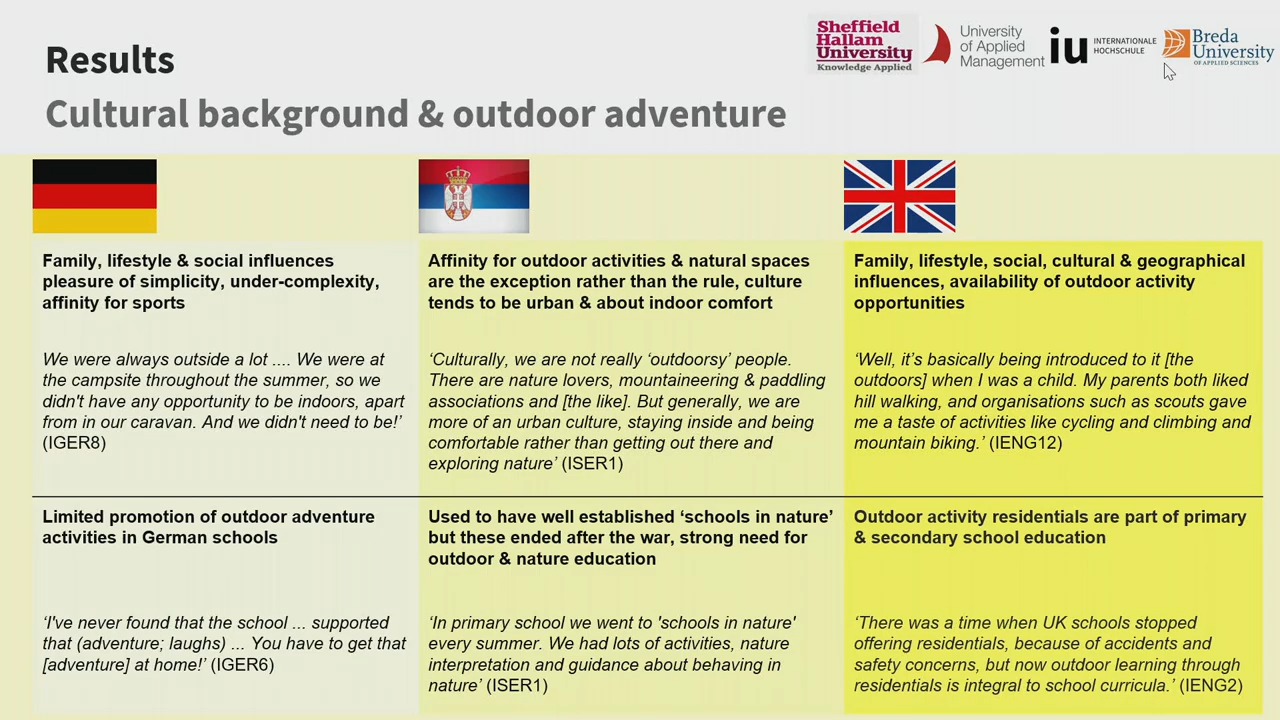 Results
Cultural background & outdoor adventure
Sheffield
Hallam
University
Knowledge Applied
University
of Applied
Management
iu
INTERNATIONALE
HOCHSCHULE
Breda
University
OF APPLIED SCIENCES
Family, lifestyle & social influences
pleasure of simplicity, under-complexity,
affinity for sports
We were always outside a lot .... We were at
the campsite throughout the summer, so we
didn't have any opportunity to be indoors, apart
from in our caravan. And we didn't need to be!’
(IGER8)
Affinity for outdoor activities & natural spaces
are the exception rather than the rule, culture
tends to be urban & about indoor comfort
‘Culturally, we are not really ‘outdoorsy’ people.
There are nature lovers, mountaineering & paddling
associations and [the like]. But generally, we are
more of an urban culture, staying inside and being
comfortable rather than getting out there and
exploring nature’ (ISER1)
Family, lifestyle, social, cultural & geographical
influences, availability of outdoor activity
opportunities
‘Well, it’s basically being introduced to it [the
outdoors] when I was a child. My parents both liked
hill walking, and organisations such as scouts gave
me a taste of activities like cycling and climbing and
mountain biking.’ (IENG12)
Limited promotion of outdoor adventure
activities in German schools
‘I've never found that the school ... supported
that (adventure; laughs) ... You have to get that
[adventure] at home!’ (IGER6)
Used to have well established ‘schools in nature’
but these ended after the war, strong need for
outdoor & nature education
‘In primary school we went to 'schools in nature'
every summer. We had lots of activities, nature
interpretation and guidance about behaving in
nature’ (ISER1)
Outdoor activity residentials are part of primary
& secondary school education
‘There was a time when UK schools stopped
offering residentials, because of accidents and
safety concerns, but now outdoor learning through
residentials is integral to school curricula.’ (IENG2)